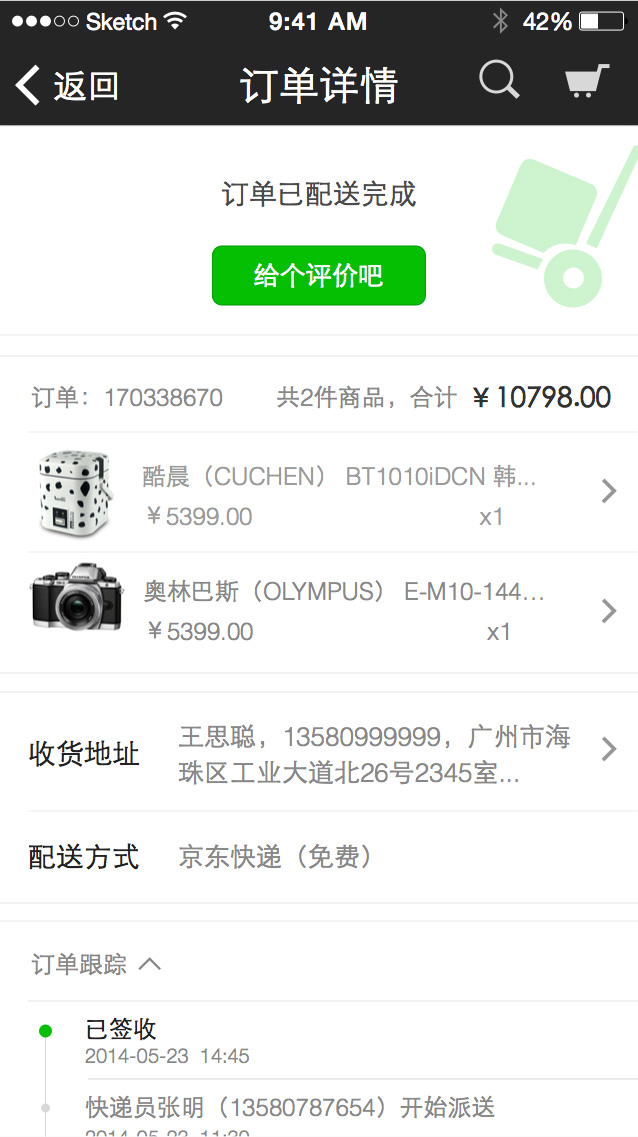 Sketch 9:41 AM 42%
返回 订单详情
订单已配送完成
给个评价吧
订单：170338670 共2件商品，合计 ￥10798.00
酷晨（CUCHEN） BT1010iDCN 韩...
￥5399.00 x1
奥林巴斯（OLYMPUS） E-M10-144...
￥5399.00 x1
收货地址 王思聪，13580999999，广州市海
珠区工业大道北26号2345室...
配送方式 京东快递（免费）
订单跟踪
已签收
2014-05-23 14:45
快递员张明（13580787654）开始派送